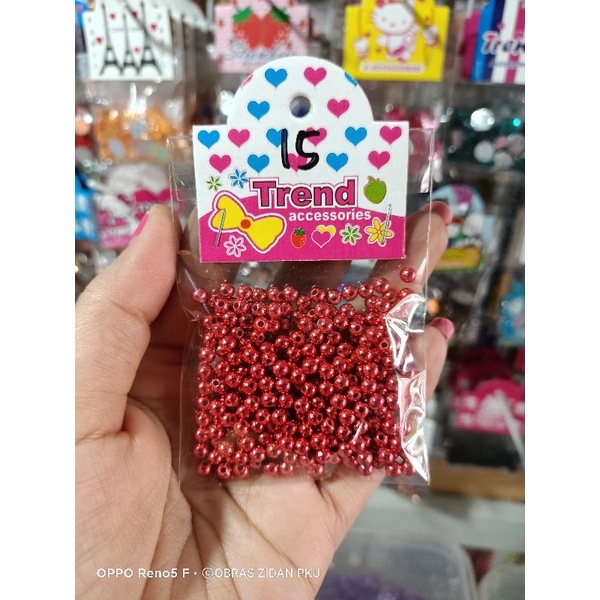 15
Trend
accessories
OPPO Reno5 F · ©OBRAS ZIDAN PKU